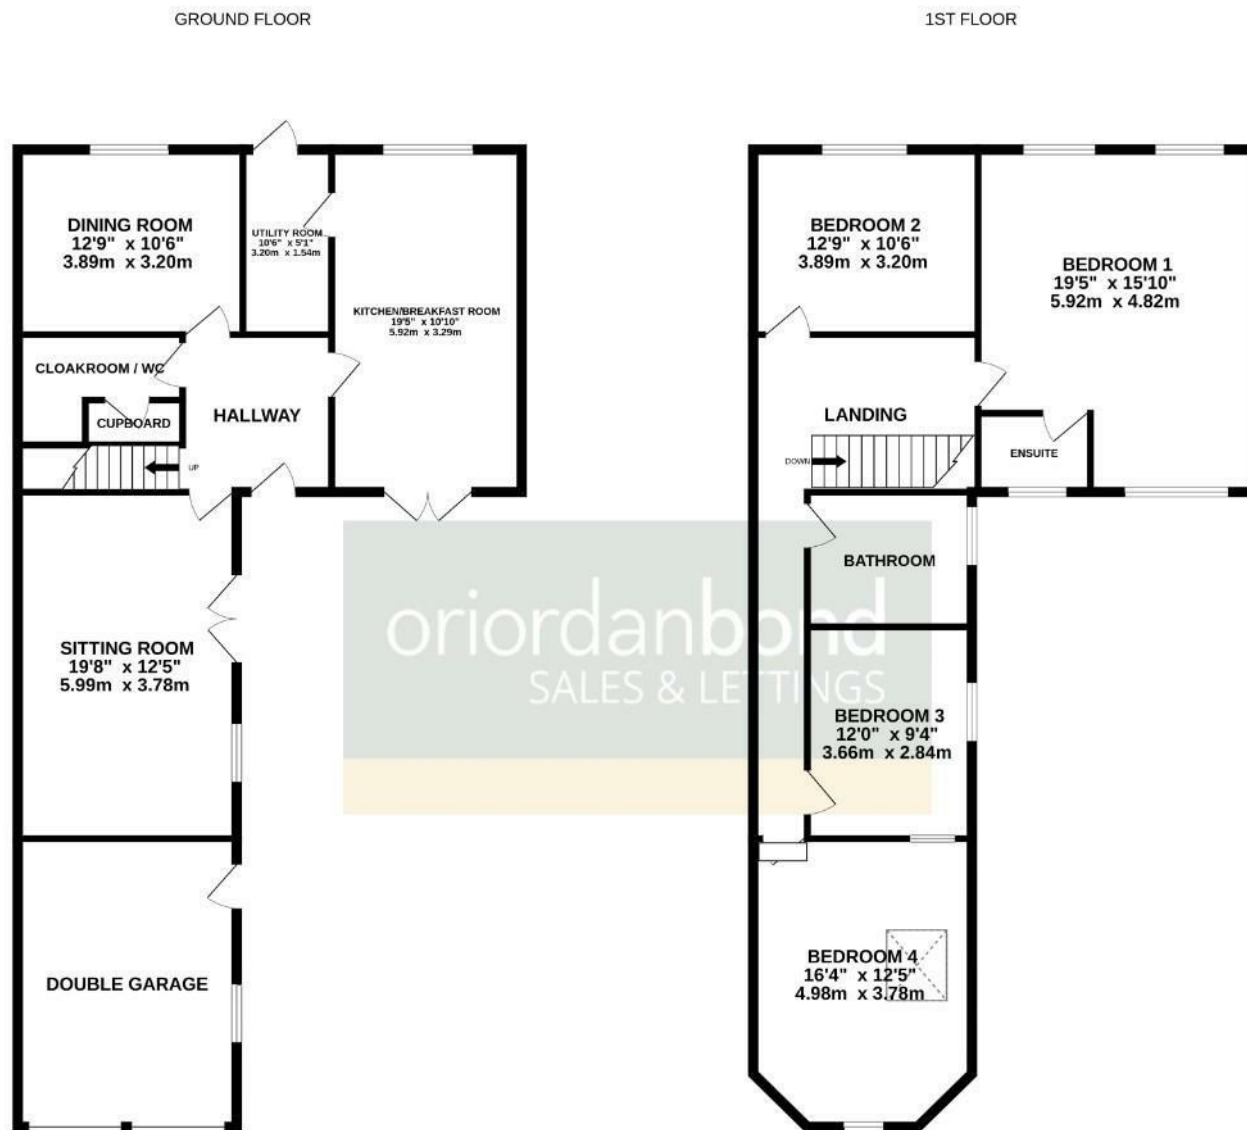 GROUND FLOOR
1ST FLOOR
DINING ROOM
12'9" x 10'6"
3.89m x 3.20m
UTILITY ROOM
10'6" x 5'1"
3.20m x 1.54m
KITCHEN/BREAKFAST ROOM
19'5" x 10'10"
5.92m x 3.29m
CLOAKROOM / WC
CUPBOARD
HALLWAY
UP
SITTING ROOM
19'8" x 12'5"
5.99m x 3.78m
DOUBLE GARAGE
BEDROOM 2
12'9" x 10'6"
3.89m x 3.20m
BEDROOM 1
19'5" x 15'10"
5.92m x 4.82m
LANDING
DOWN
ENSUITE
BATHROOM
BEDROOM 3
12'0" x 9'4"
3.66m x 2.84m
BEDROOM 4
16'4" x 12'5"
4.98m x 3.78m
oriordanbond
SALES & LETTINGS